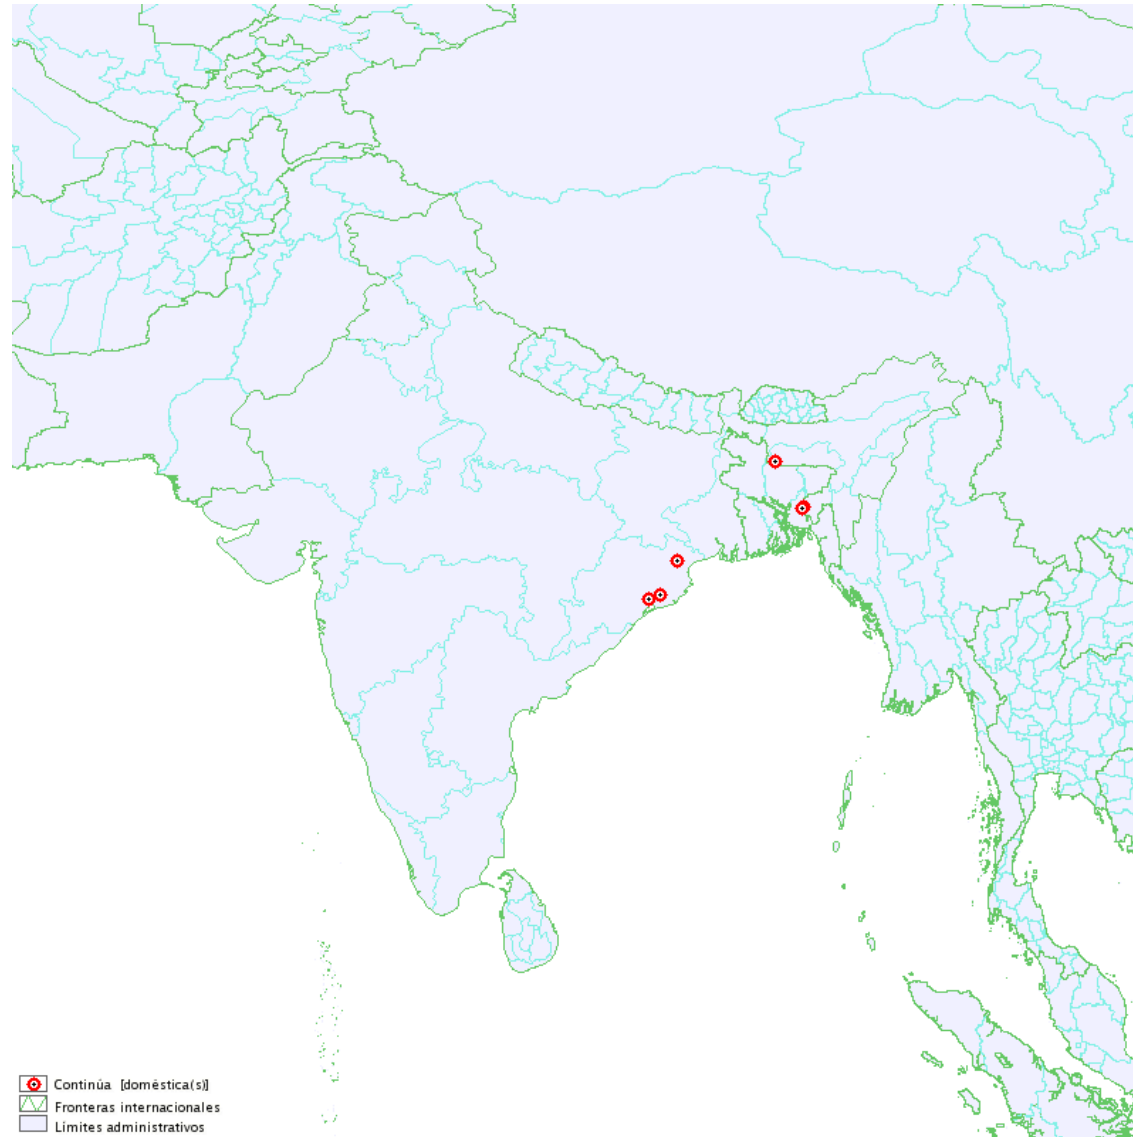 Continúa [doméstica(s)]
Fronteras internacionales
Límites administrativos